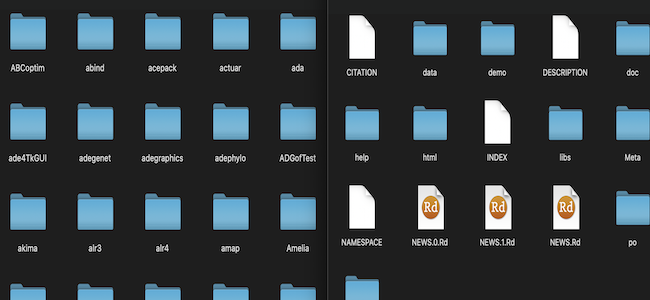 ABCoptim abind acepack actuar ada
ade4TkGUI adegenet adegraphics adephylo ADGofTest
akima alr3 alr4 amap Amelia
CITATION data demo DESCRIPTION doc
help html INDEX libs Meta
Rd Rd Rd
NAMESPACE NEWS.0.Rd NEWS.1.Rd NEWS.Rd po